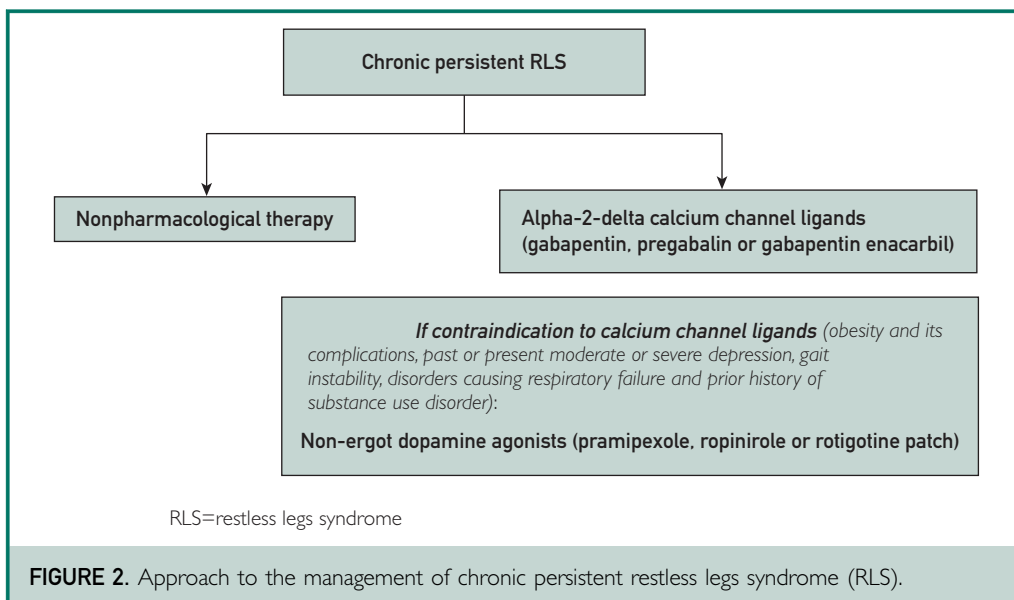 Chronic persistent RLS
Nonpharmacological therapy
Alpha-2-delta calcium channel ligands
(gabapentin, pregabalin or gabapentin enacarbil)
If contraindication to calcium channel ligands (obesity and its
complications, past or present moderate or severe depression, gait
instability, disorders causing respiratory failure and prior history of
substance use disorder):
Non-ergot dopamine agonists (pramipexole, ropinirole or rotigotine patch)
RLS=restless legs syndrome
FIGURE 2. Approach to the management of chronic persistent restless legs syndrome (RLS).